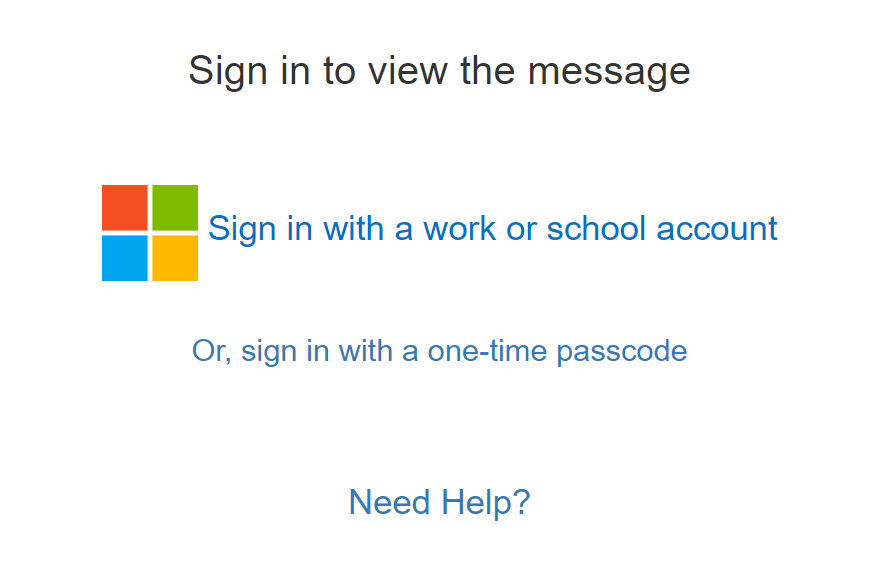 Sign in to view the message
Sign in with a work or school account
Or, sign in with a one-time passcode
Need Help?